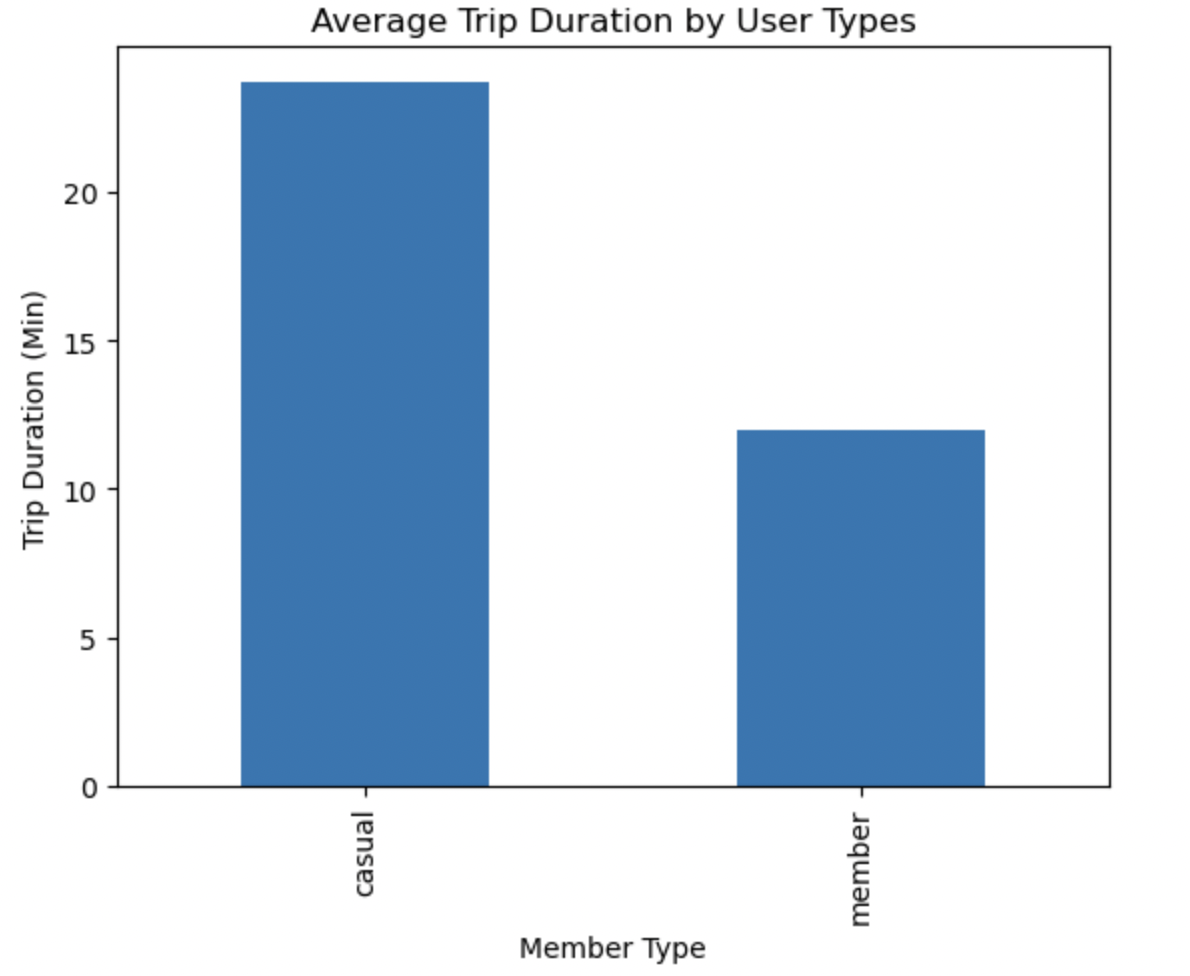 Average Trip Duration by User Types
Trip Duration (Min)
20
15
10
5
0
casual
member
Member Type